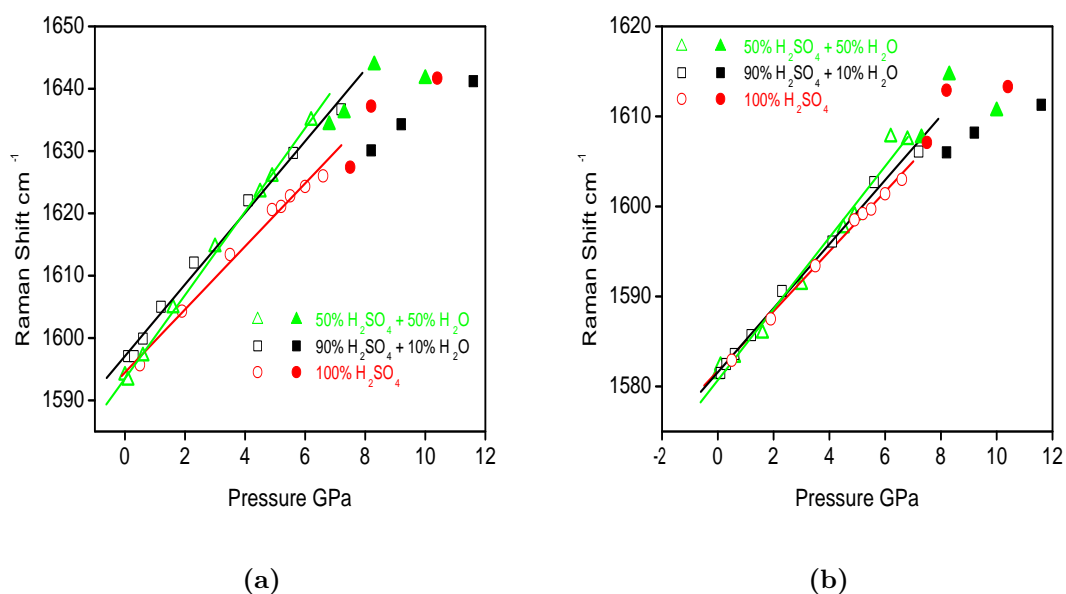 1650
1640
1630
1620
1610
1600
1590
Raman Shift cm⁻¹
50% H₂SO₄ + 50% H₂O
90% H₂SO₄ + 10% H₂O
100% H₂SO₄
0 2 4 6 8 10 12
Pressure GPa
(a)
1620
1610
1600
1590
1580
Raman Shift cm⁻¹
50% H₂SO₄ + 50% H₂O
90% H₂SO₄ + 10% H₂O
100% H₂SO₄
-2 0 2 4 6 8 10 12
Pressure GPa
(b)